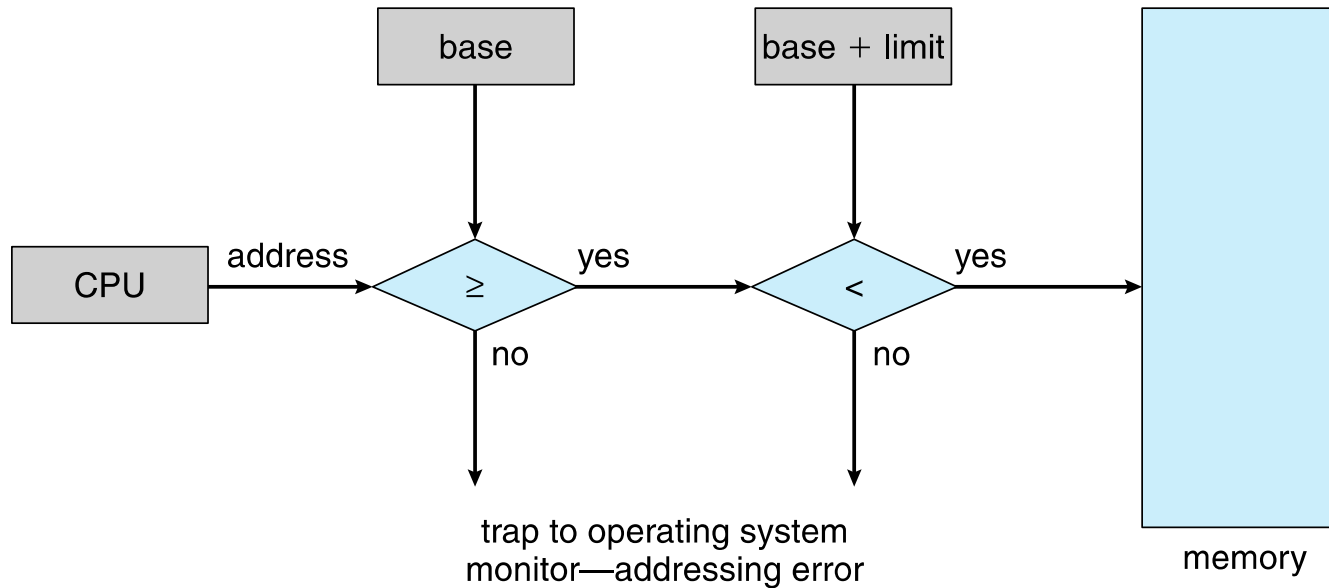 base
base + limit
CPU
address
≥
yes
<
yes
no
no
trap to operating system
monitor—addressing error
memory